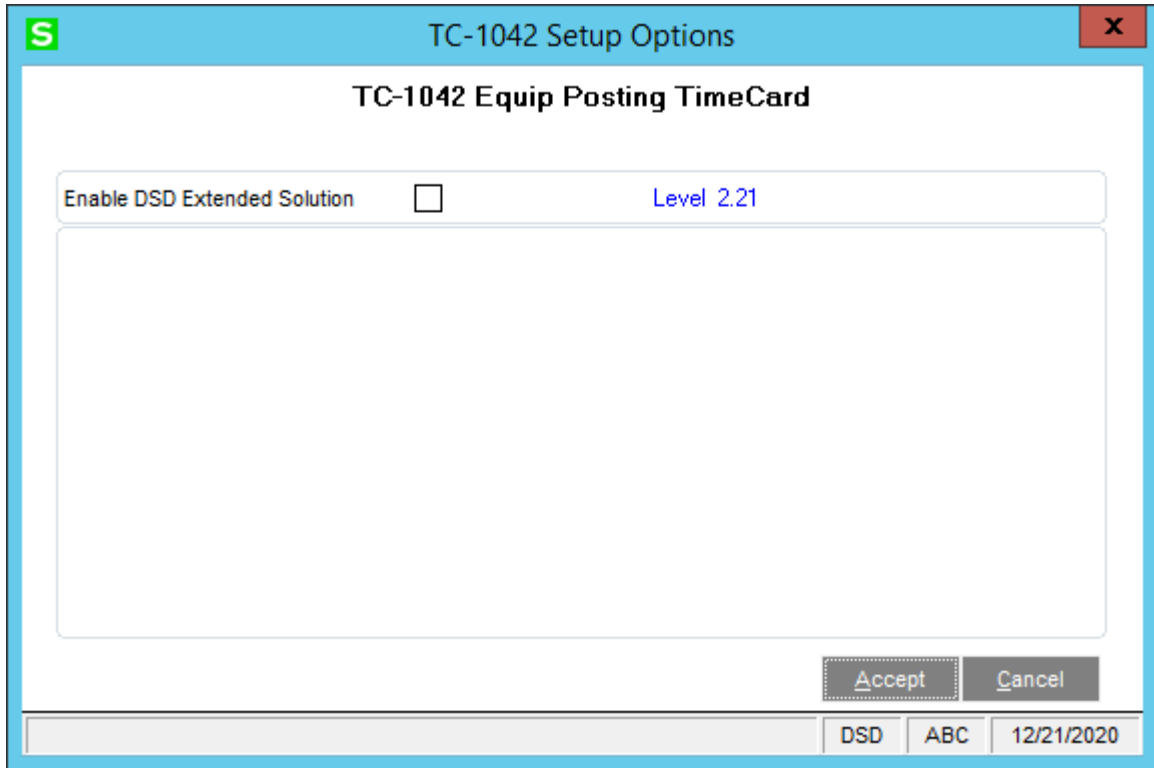 S TC-1042 Setup Options x
TC-1042 Equip Posting TimeCard
Enable DSD Extended Solution Level 2.21
Accept Cancel
DSD ABC 12/21/2020